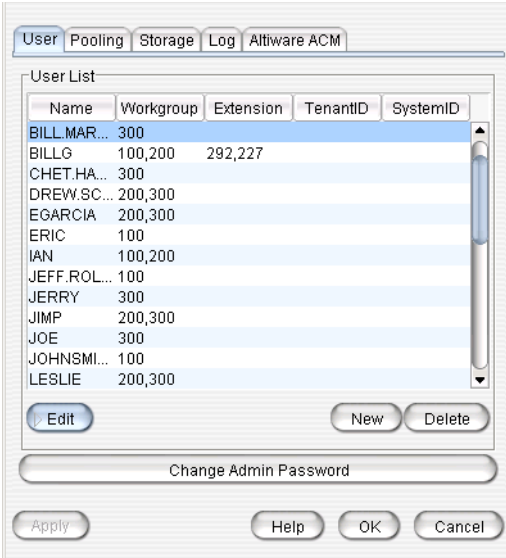 User Pooling Storage Log Altiware ACM
User List
Name Workgroup Extension TenantID SystemID
BILL.MAR... 300
BILLG 100,200 292,227
CHET.HA... 300
DREW.SC... 200,300
EGARCIA 200,300
ERIC 100
IAN 100,200
JEFF.ROL... 100
JERRY 300
JIMP 200,300
JOE 300
JOHNSMI... 100
LESLIE 200,300
Edit New Delete
Change Admin Password
Apply Help OK Cancel